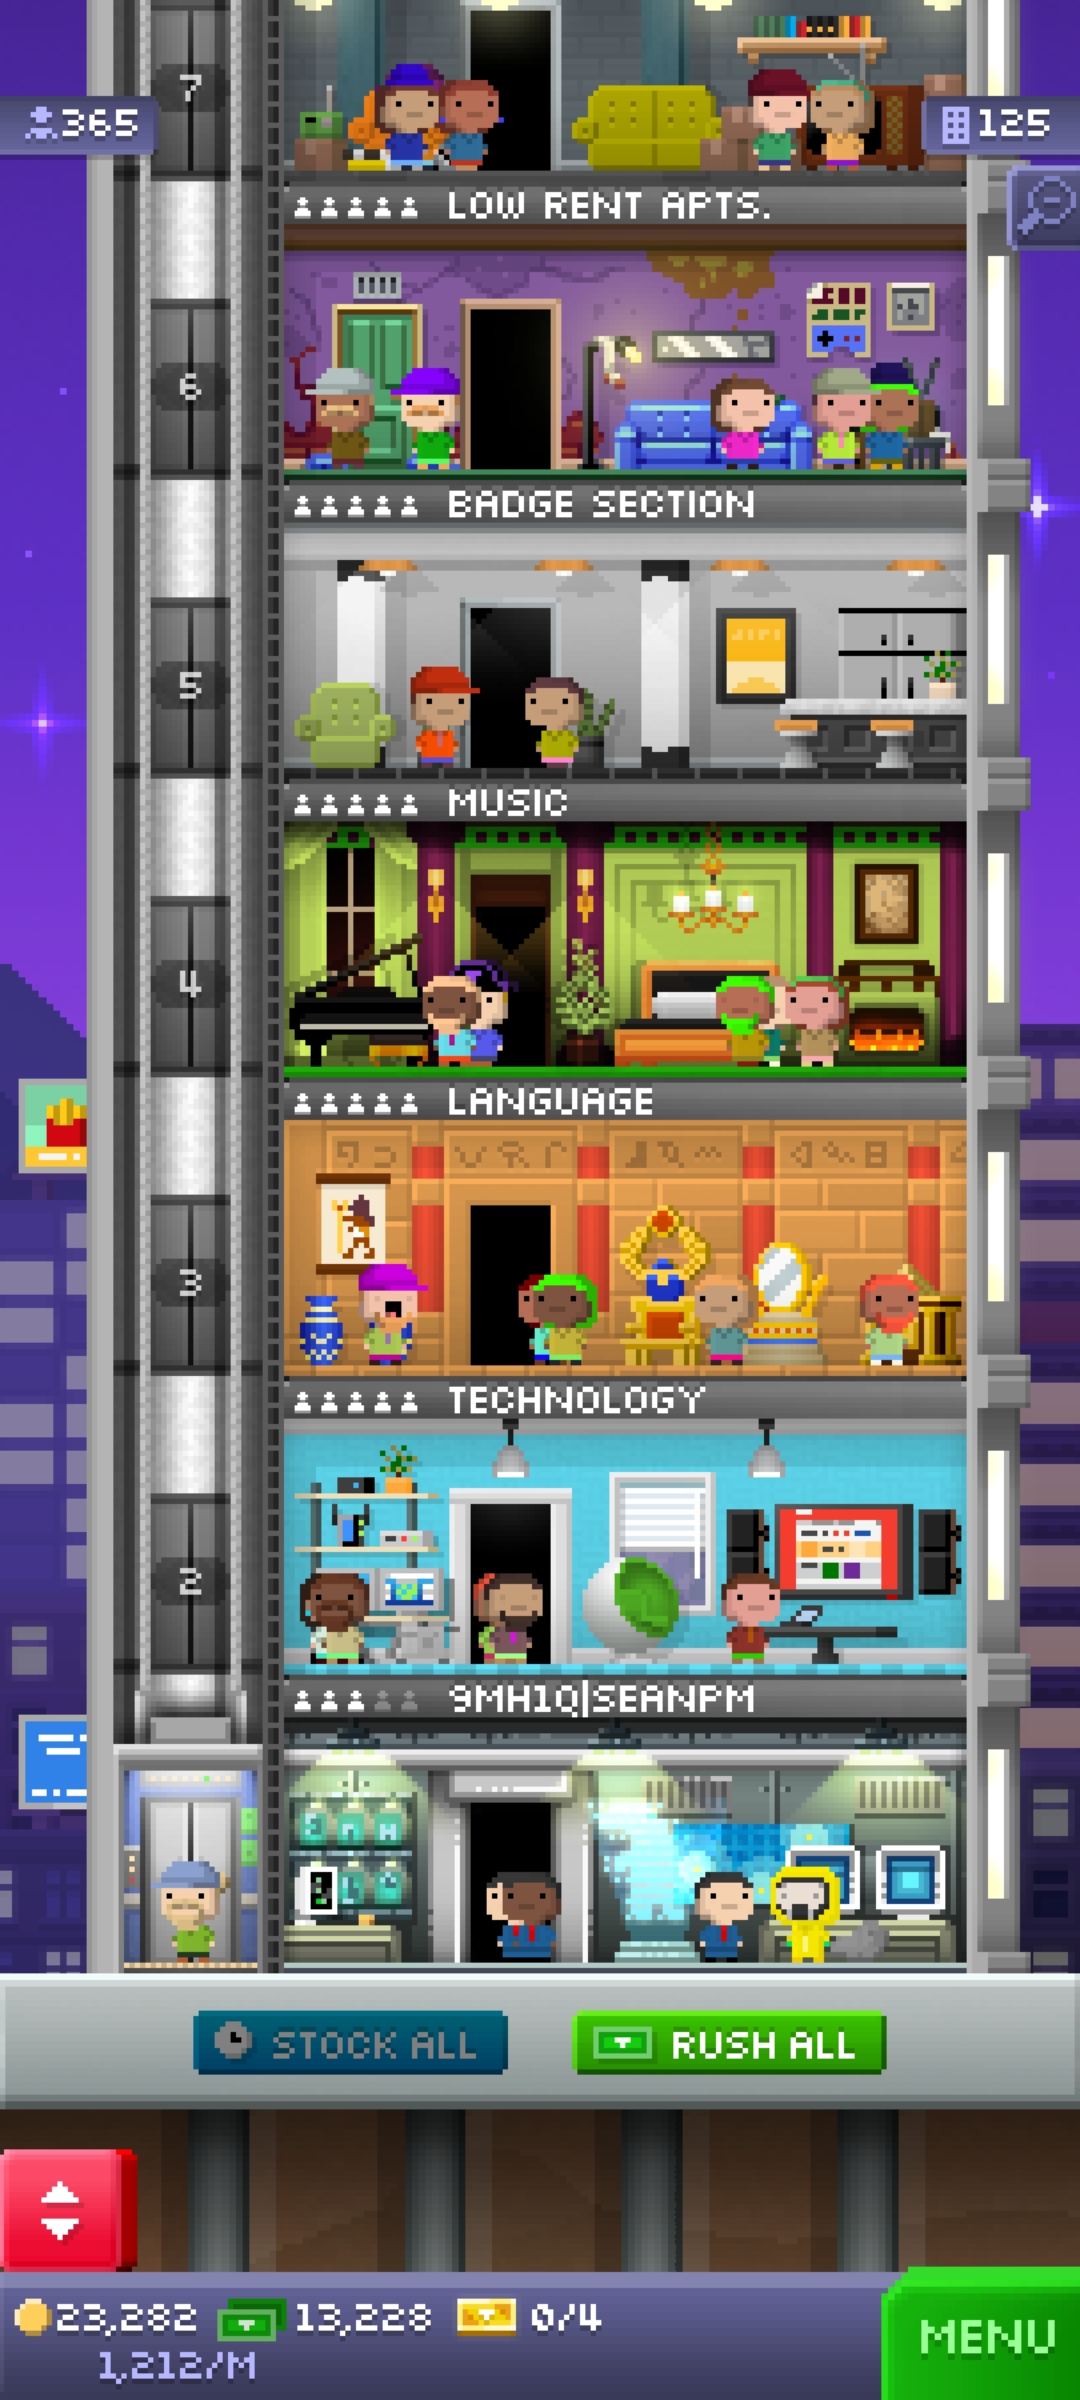 7
365
125
LOW RENT APTS.
6
BADGE SECTION
5
MUSIC
4
LANGUAGE
3
TECHNOLOGY
2
9MH1Q|SEANPM
STOCK ALL
RUSH ALL
23,282
13,228
0/4
1,212/M
MENU